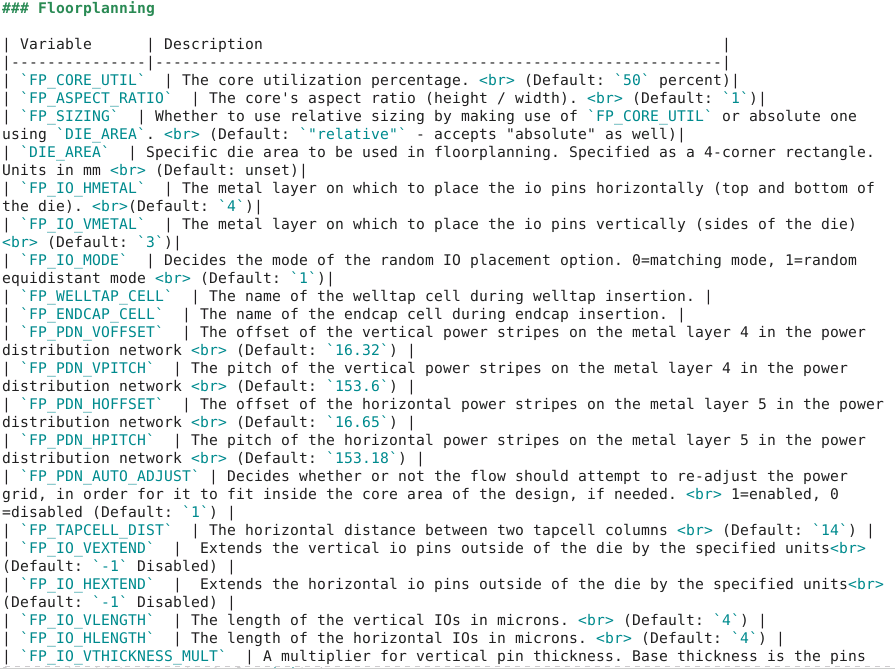 ### Floorplanning
| Variable      | Description                                                   |
|---------------|---------------------------------------------------------------|
| `FP_CORE_UTIL`  | The core utilization percentage. <br> (Default: `50` percent)|
| `FP_ASPECT_RATIO`  | The core's aspect ratio (height / width). <br> (Default: `1`)|
| `FP_SIZING`  | Whether to use relative sizing by making use of `FP_CORE_UTIL` or absolute one
using `DIE_AREA`. <br> (Default: `"relative"` - accepts "absolute" as well)|
| `DIE_AREA`  | Specific die area to be used in floorplanning. Specified as a 4-corner rectangle.
Units in mm <br> (Default: unset)|
| `FP_IO_HMETAL`  | The metal layer on which to place the io pins horizontally (top and bottom of
the die). <br>(Default: `4`)|
| `FP_IO_VMETAL`  | The metal layer on which to place the io pins vertically (sides of the die)
<br> (Default: `3`)|
| `FP_IO_MODE`  | Decides the mode of the random IO placement option. 0=matching mode, 1=random
equidistant mode <br> (Default: `1`)|
| `FP_WELLTAP_CELL`  | The name of the welltap cell during welltap insertion. |
| `FP_ENDCAP_CELL`  | The name of the endcap cell during endcap insertion. |
| `FP_PDN_VOFFSET`  | The offset of the vertical power stripes on the metal layer 4 in the power
distribution network <br> (Default: `16.32`) |
| `FP_PDN_VPITCH`  | The pitch of the vertical power stripes on the metal layer 4 in the power
distribution network <br> (Default: `153.6`) |
| `FP_PDN_HOFFSET`  | The offset of the horizontal power stripes on the metal layer 5 in the power
distribution network <br> (Default: `16.65`) |
| `FP_PDN_HPITCH`  | The pitch of the horizontal power stripes on the metal layer 5 in the power
distribution network <br> (Default: `153.18`) |
| `FP_PDN_AUTO_ADJUST` | Decides whether or not the flow should attempt to re-adjust the power
grid, in order for it to fit inside the core area of the design, if needed. <br> 1=enabled, 0
=disabled (Default: `1`) |
| `FP_TAPCELL_DIST`  | The horizontal distance between two tapcell columns <br> (Default: `14`) |
| `FP_IO_VEXTEND`  |  Extends the vertical io pins outside of the die by the specified units<br>
(Default: `-1` Disabled) |
| `FP_IO_HEXTEND`  |  Extends the horizontal io pins outside of the die by the specified units<br>
(Default: `-1` Disabled) |
| `FP_IO_VLENGTH`  | The length of the vertical IOs in microns. <br> (Default: `4`) |
| `FP_IO_HLENGTH`  | The length of the horizontal IOs in microns. <br> (Default: `4`) |
| `FP_IO_VTHICKNESS_MULT`  | A multiplier for vertical pin thickness. Base thickness is the pins